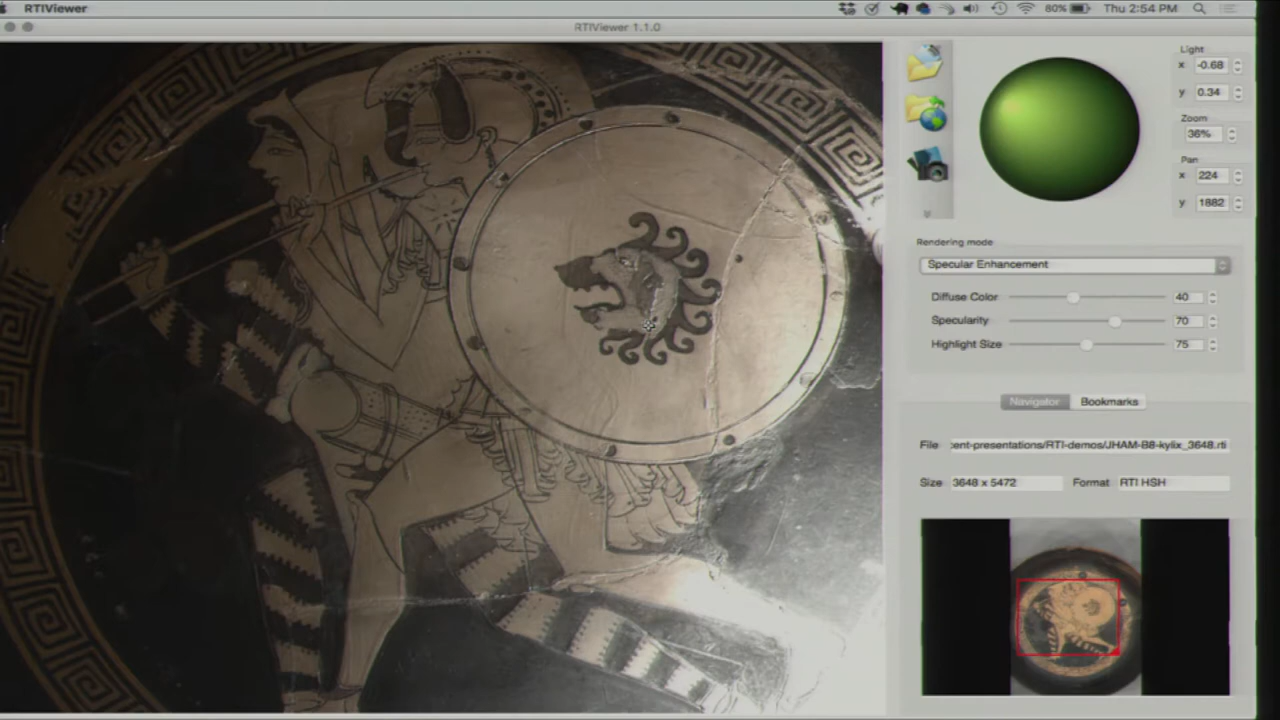 RTIViewer
80%
Thu 2:54 PM
RTIViewer 1.1.0
Light
x -0.68
y 0.34
Zoom
36%
Pan
x 224
y 1882
Rendering mode
Specular Enhancement
Diffuse Color 40
Specularity 70
Highlight Size 75
Navigator Bookmarks
File cent-presentations/RTI-demos/JHAM-B8-kylix_3648.rti
Size 3648 x 5472 Format RTI HSH